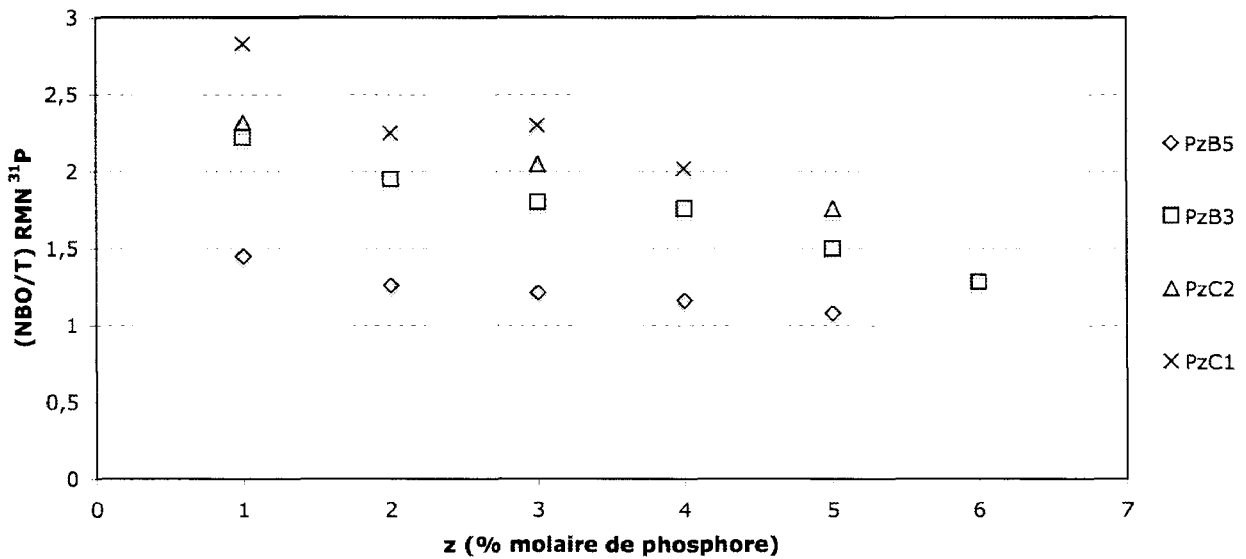 3
2,5
2
1,5
1
0,5
0
(NBO/T) RMN ³¹P
0 1 2 3 4 5 6 7
z (% molaire de phosphore)
PzB5
PzB3
PzC2
PzC1